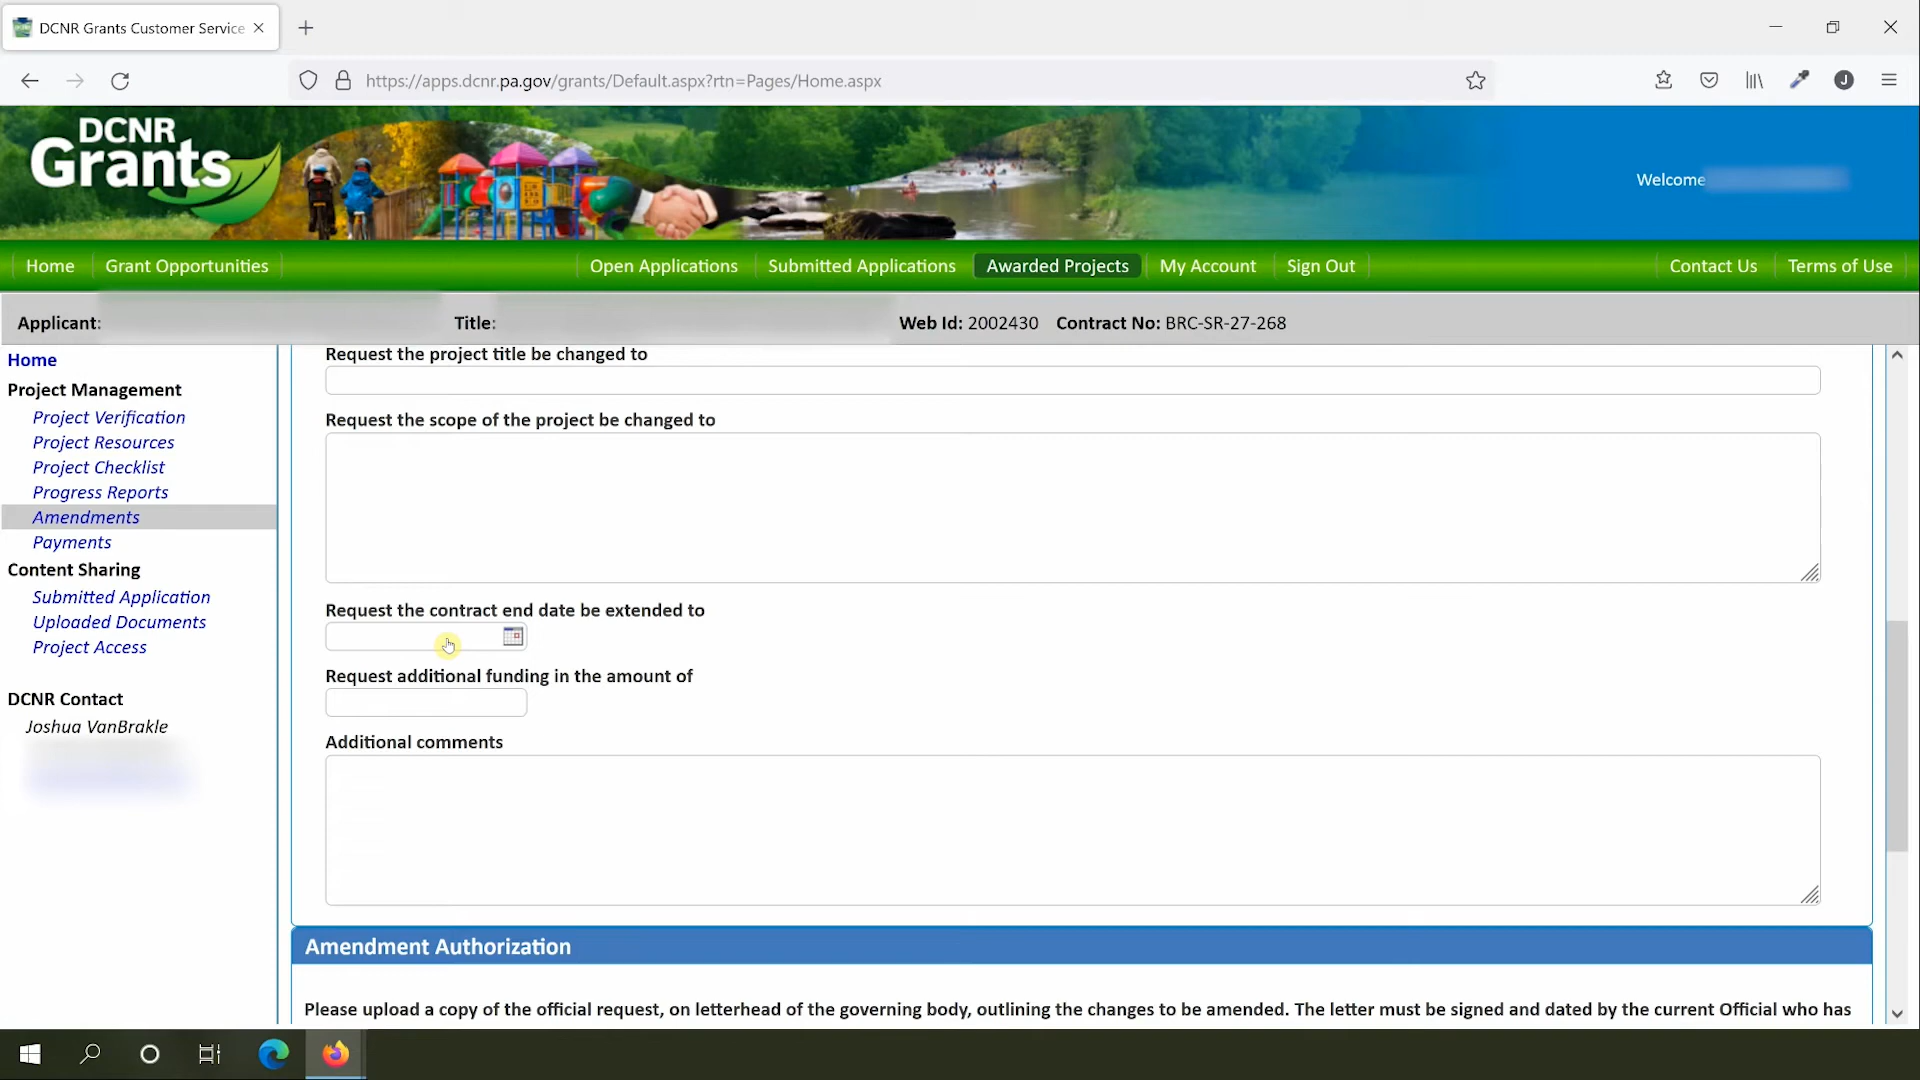 DCNR Grants Customer Service
https://apps.dcnr.pa.gov/grants/Default.aspx?rtn=Pages/Home.aspx
J
DCNR
Grants
Welcome
Home Grant Opportunities Open Applications Submitted Applications Awarded Projects My Account Sign Out Contact Us Terms of Use
Applicant: Title: Web Id: 2002430 Contract No: BRC-SR-27-268
Home
Project Management
Project Verification
Project Resources
Project Checklist
Progress Reports
Amendments
Payments
Content Sharing
Submitted Application
Uploaded Documents
Project Access
DCNR Contact
Joshua VanBrakle
Request the project title be changed to
Request the scope of the project be changed to
Request the contract end date be extended to
Request additional funding in the amount of
Additional comments
Amendment Authorization
Please upload a copy of the official request, on letterhead of the governing body, outlining the changes to be amended. The letter must be signed and dated by the current Official who has